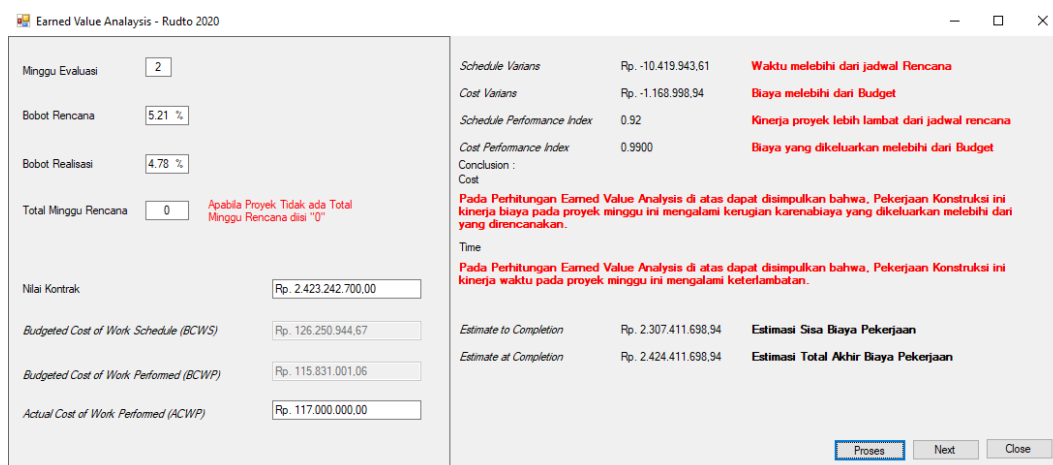 Earned Value Analaysis - Rudto 2020
Minggu Evaluasi 2
Bobot Rencana 5.21 %
Bobot Realisasi 4.78 %
Total Minggu Rencana 0 Apabila Proyek Tidak ada Total
Minggu Rencana diisi "0"
Nilai Kontrak Rp. 2.423.242.700,00
Budgeted Cost of Work Schedule (BCWS) Rp. 126.250.944,67
Budgeted Cost of Work Performed (BCWP) Rp. 115.831.001,06
Actual Cost of Work Performed (ACWP) Rp. 117.000.000,00
Schedule Varians Rp. -10.419.943,61 Waktu melebihi dari jadwal Rencana
Cost Varians Rp. -1.168.998,94 Biaya melebihi dari Budget
Schedule Performance Index 0.92 Kinerja proyek lebih lambat dari jadwal rencana
Cost Performance Index 0.9900 Biaya yang dikeluarkan melebihi dari Budget
Conclusion :
Cost
Pada Perhitungan Earned Value Analysis di atas dapat disimpulkan bahwa, Pekerjaan Konstruksi ini
kinerja biaya pada proyek minggu ini mengalami kerugian karenabiaya yang dikeluarkan melebihi dari
yang direncanakan.
Time
Pada Perhitungan Earned Value Analysis di atas dapat disimpulkan bahwa, Pekerjaan Konstruksi ini
kinerja waktu pada proyek minggu ini mengalami keterlambatan.
Estimate to Completion Rp. 2.307.411.698,94 Estimasi Sisa Biaya Pekerjaan
Estimate at Completion Rp. 2.424.411.698,94 Estimasi Total Akhir Biaya Pekerjaan
Proses Next Close